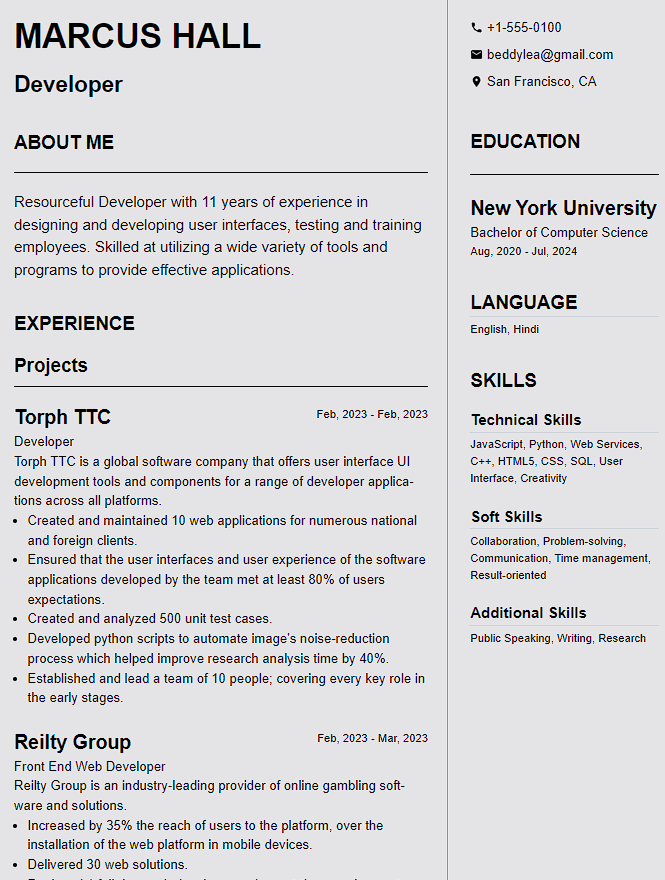 MARCUS HALL
Developer
ABOUT ME
Resourceful Developer with 11 years of experience in
designing and developing user interfaces, testing and training
employees. Skilled at utilizing a wide variety of tools and
programs to provide effective applications.
EXPERIENCE
Projects
Torph TTC
Feb, 2023 - Feb, 2023
Developer
Torph TTC is a global software company that offers user interface UI
development tools and components for a range of developer applica-
tions across all platforms.
• Created and maintained 10 web applications for numerous national
and foreign clients.
• Ensured that the user interfaces and user experience of the software
applications developed by the team met at least 80% of users
expectations.
• Created and analyzed 500 unit test cases.
• Developed python scripts to automate image's noise-reduction
process which helped improve research analysis time by 40%.
• Established and lead a team of 10 people; covering every key role in
the early stages.
Reilty Group
Feb, 2023 - Mar, 2023
Front End Web Developer
Reilty Group is an industry-leading provider of online gambling soft-
ware and solutions.
• Increased by 35% the reach of users to the platform, over the
installation of the web platform in mobile devices.
• Delivered 30 web solutions.
+1-555-0100
beddylea@gmail.com
San Francisco, CA
EDUCATION
New York University
Bachelor of Computer Science
Aug, 2020 - Jul, 2024
LANGUAGE
English, Hindi
SKILLS
Technical Skills
JavaScript, Python, Web Services,
C++, HTML5, CSS, SQL, User
Interface, Creativity
Soft Skills
Collaboration, Problem-solving,
Communication, Time management,
Result-oriented
Additional Skills
Public Speaking, Writing, Research